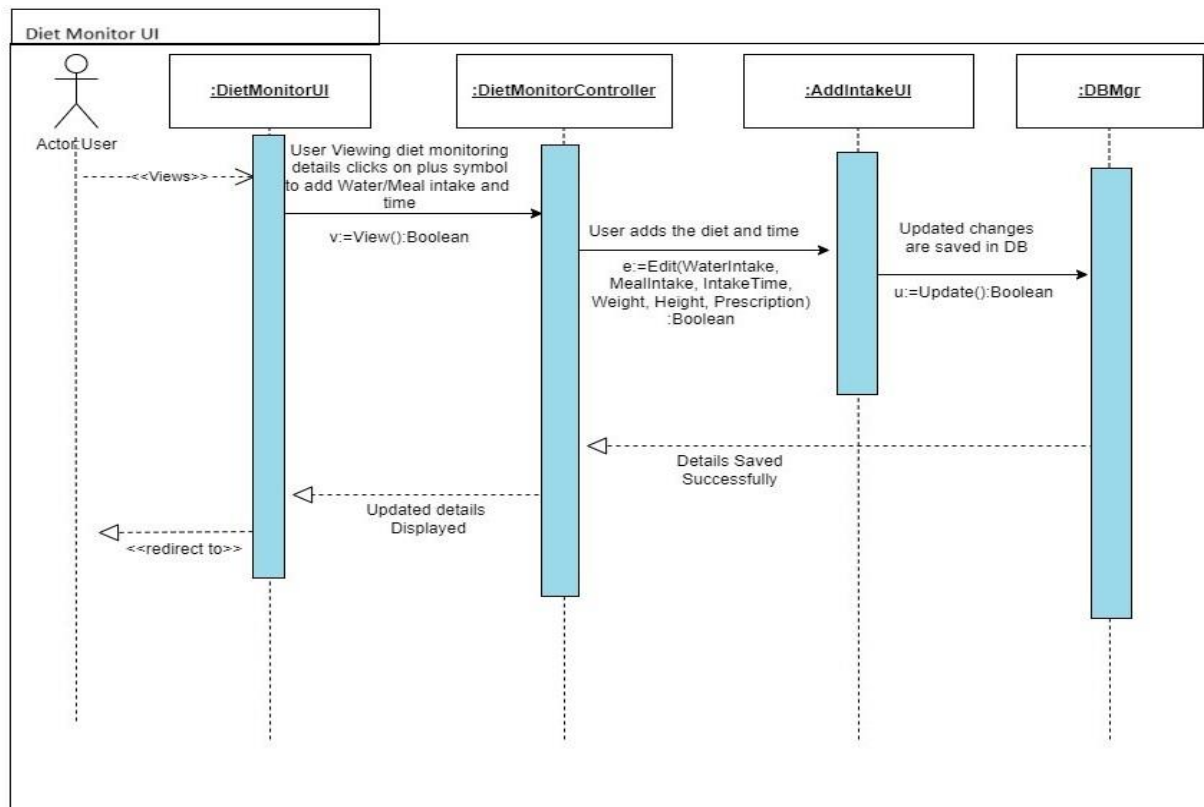 Diet Monitor UI
:DietMonitorUI
:DietMonitorController
:AddIntakeUI
:DBMgr
Actor:User
<<Views>>
User Viewing diet monitoring
details clicks on plus symbol
to add Water/Meal intake and
time
v:=View():Boolean
User adds the diet and time
e:=Edit(WaterIntake,
MealIntake, IntakeTime,
Weight, Height, Prescription)
:Boolean
Updated changes
are saved in DB
u:=Update():Boolean
Details Saved
Successfully
Updated details
Displayed
<<redirect to>>